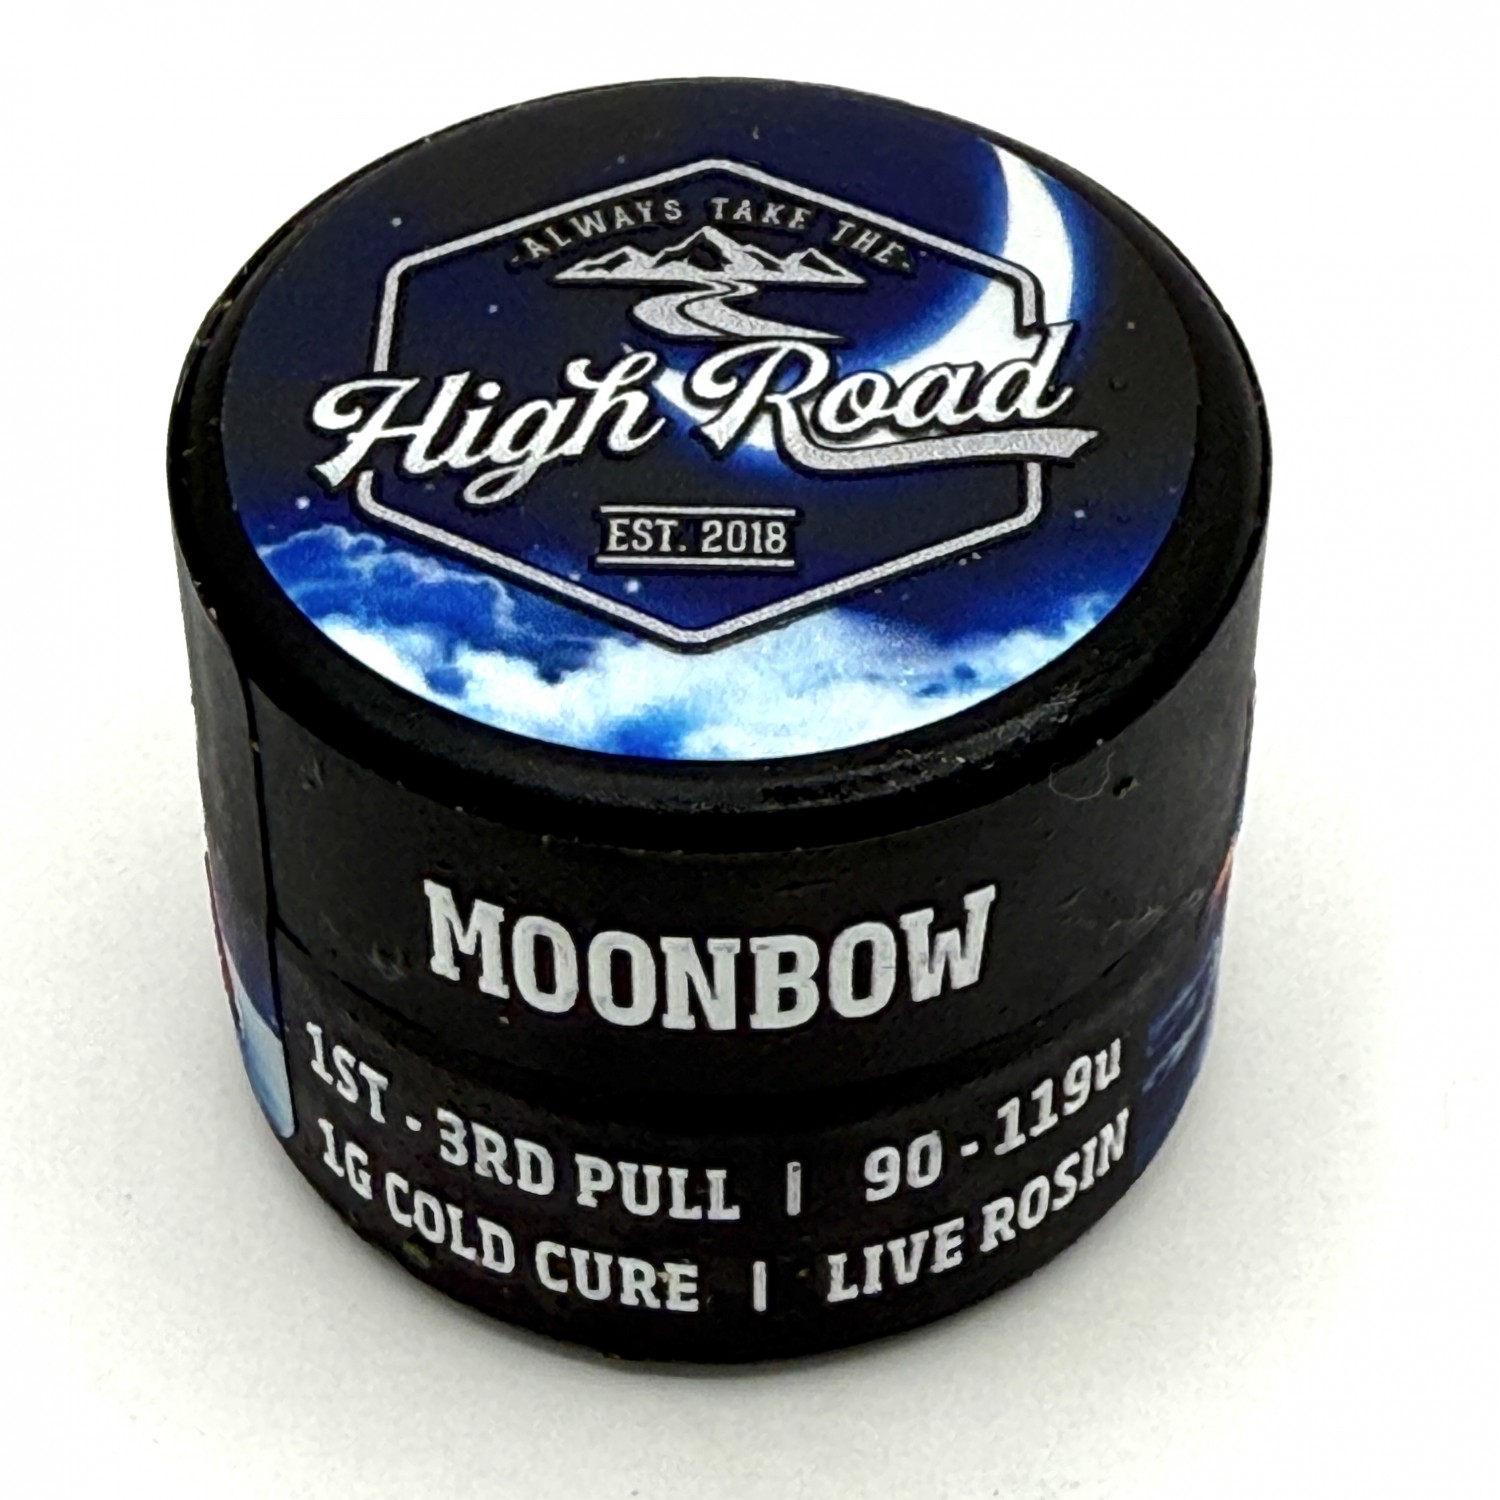 -ALWAYS TAKE THE-
High Road
EST. 2018
MOONBOW
1ST - 3RD PULL | 90 - 119u
1G COLD CURE | LIVE ROSIN